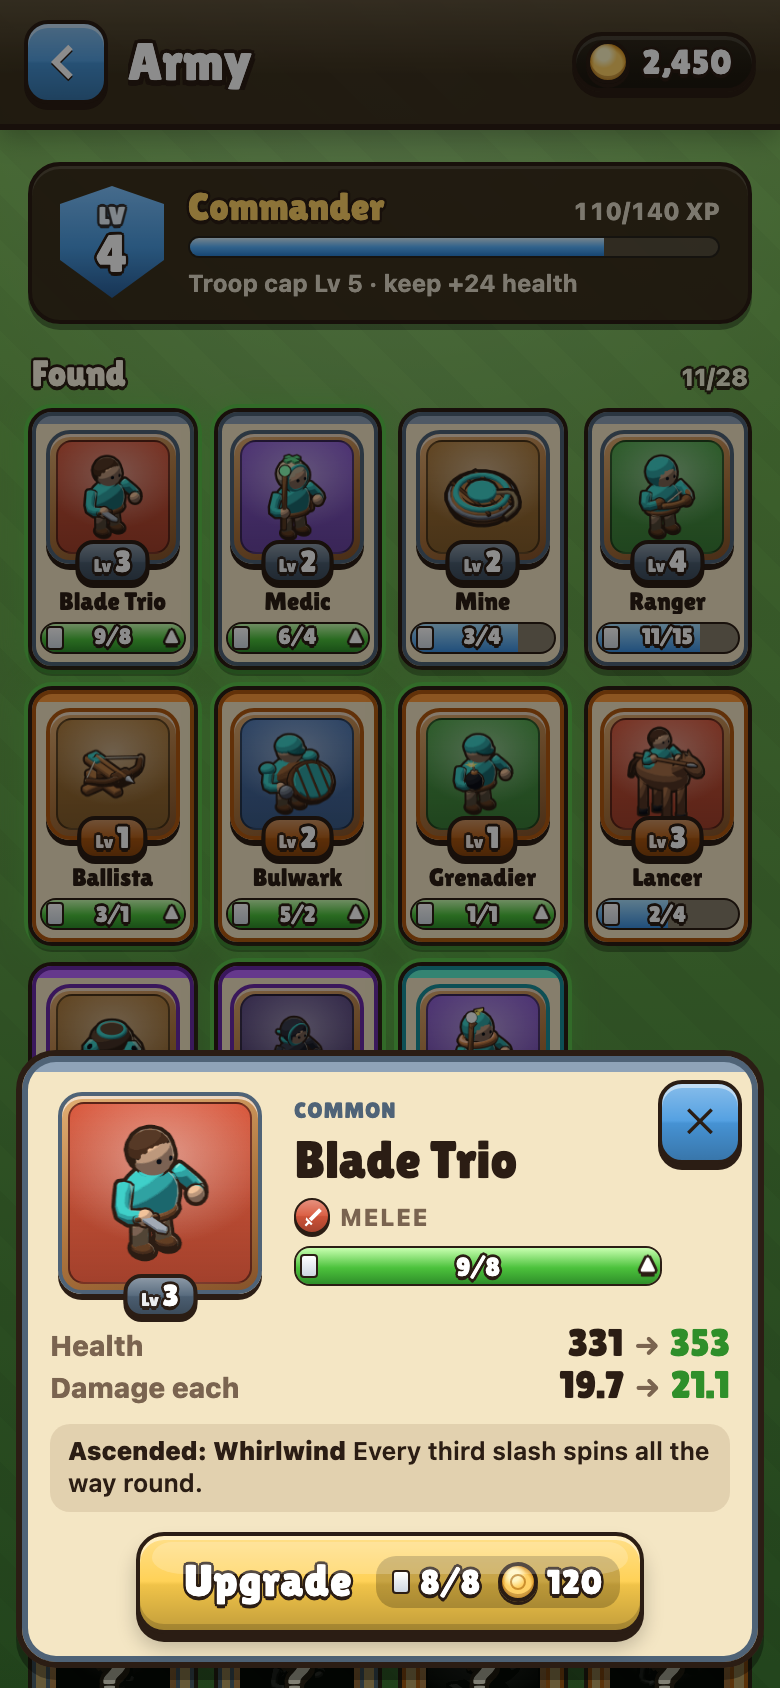 Army
2,450
LV
4
Commander
110/140 XP
Troop cap Lv 5 · keep +24 health
Found
11/28
Lv 3
Lv 2
Lv 2
Lv 4
Blade Trio
Medic
Mine
Ranger
9/8
6/4
3/4
11/15
Lv 1
Lv 2
Lv 1
Lv 3
Ballista
Bulwark
Grenadier
Lancer
3/1
5/2
1/1
2/4
COMMON
Blade Trio
MELEE
9/8
Lv 3
Health 331 → 353
Damage each 19.7 → 21.1
Ascended: Whirlwind Every third slash spins all the
way round.
Upgrade 8/8 120
? ? ? ?